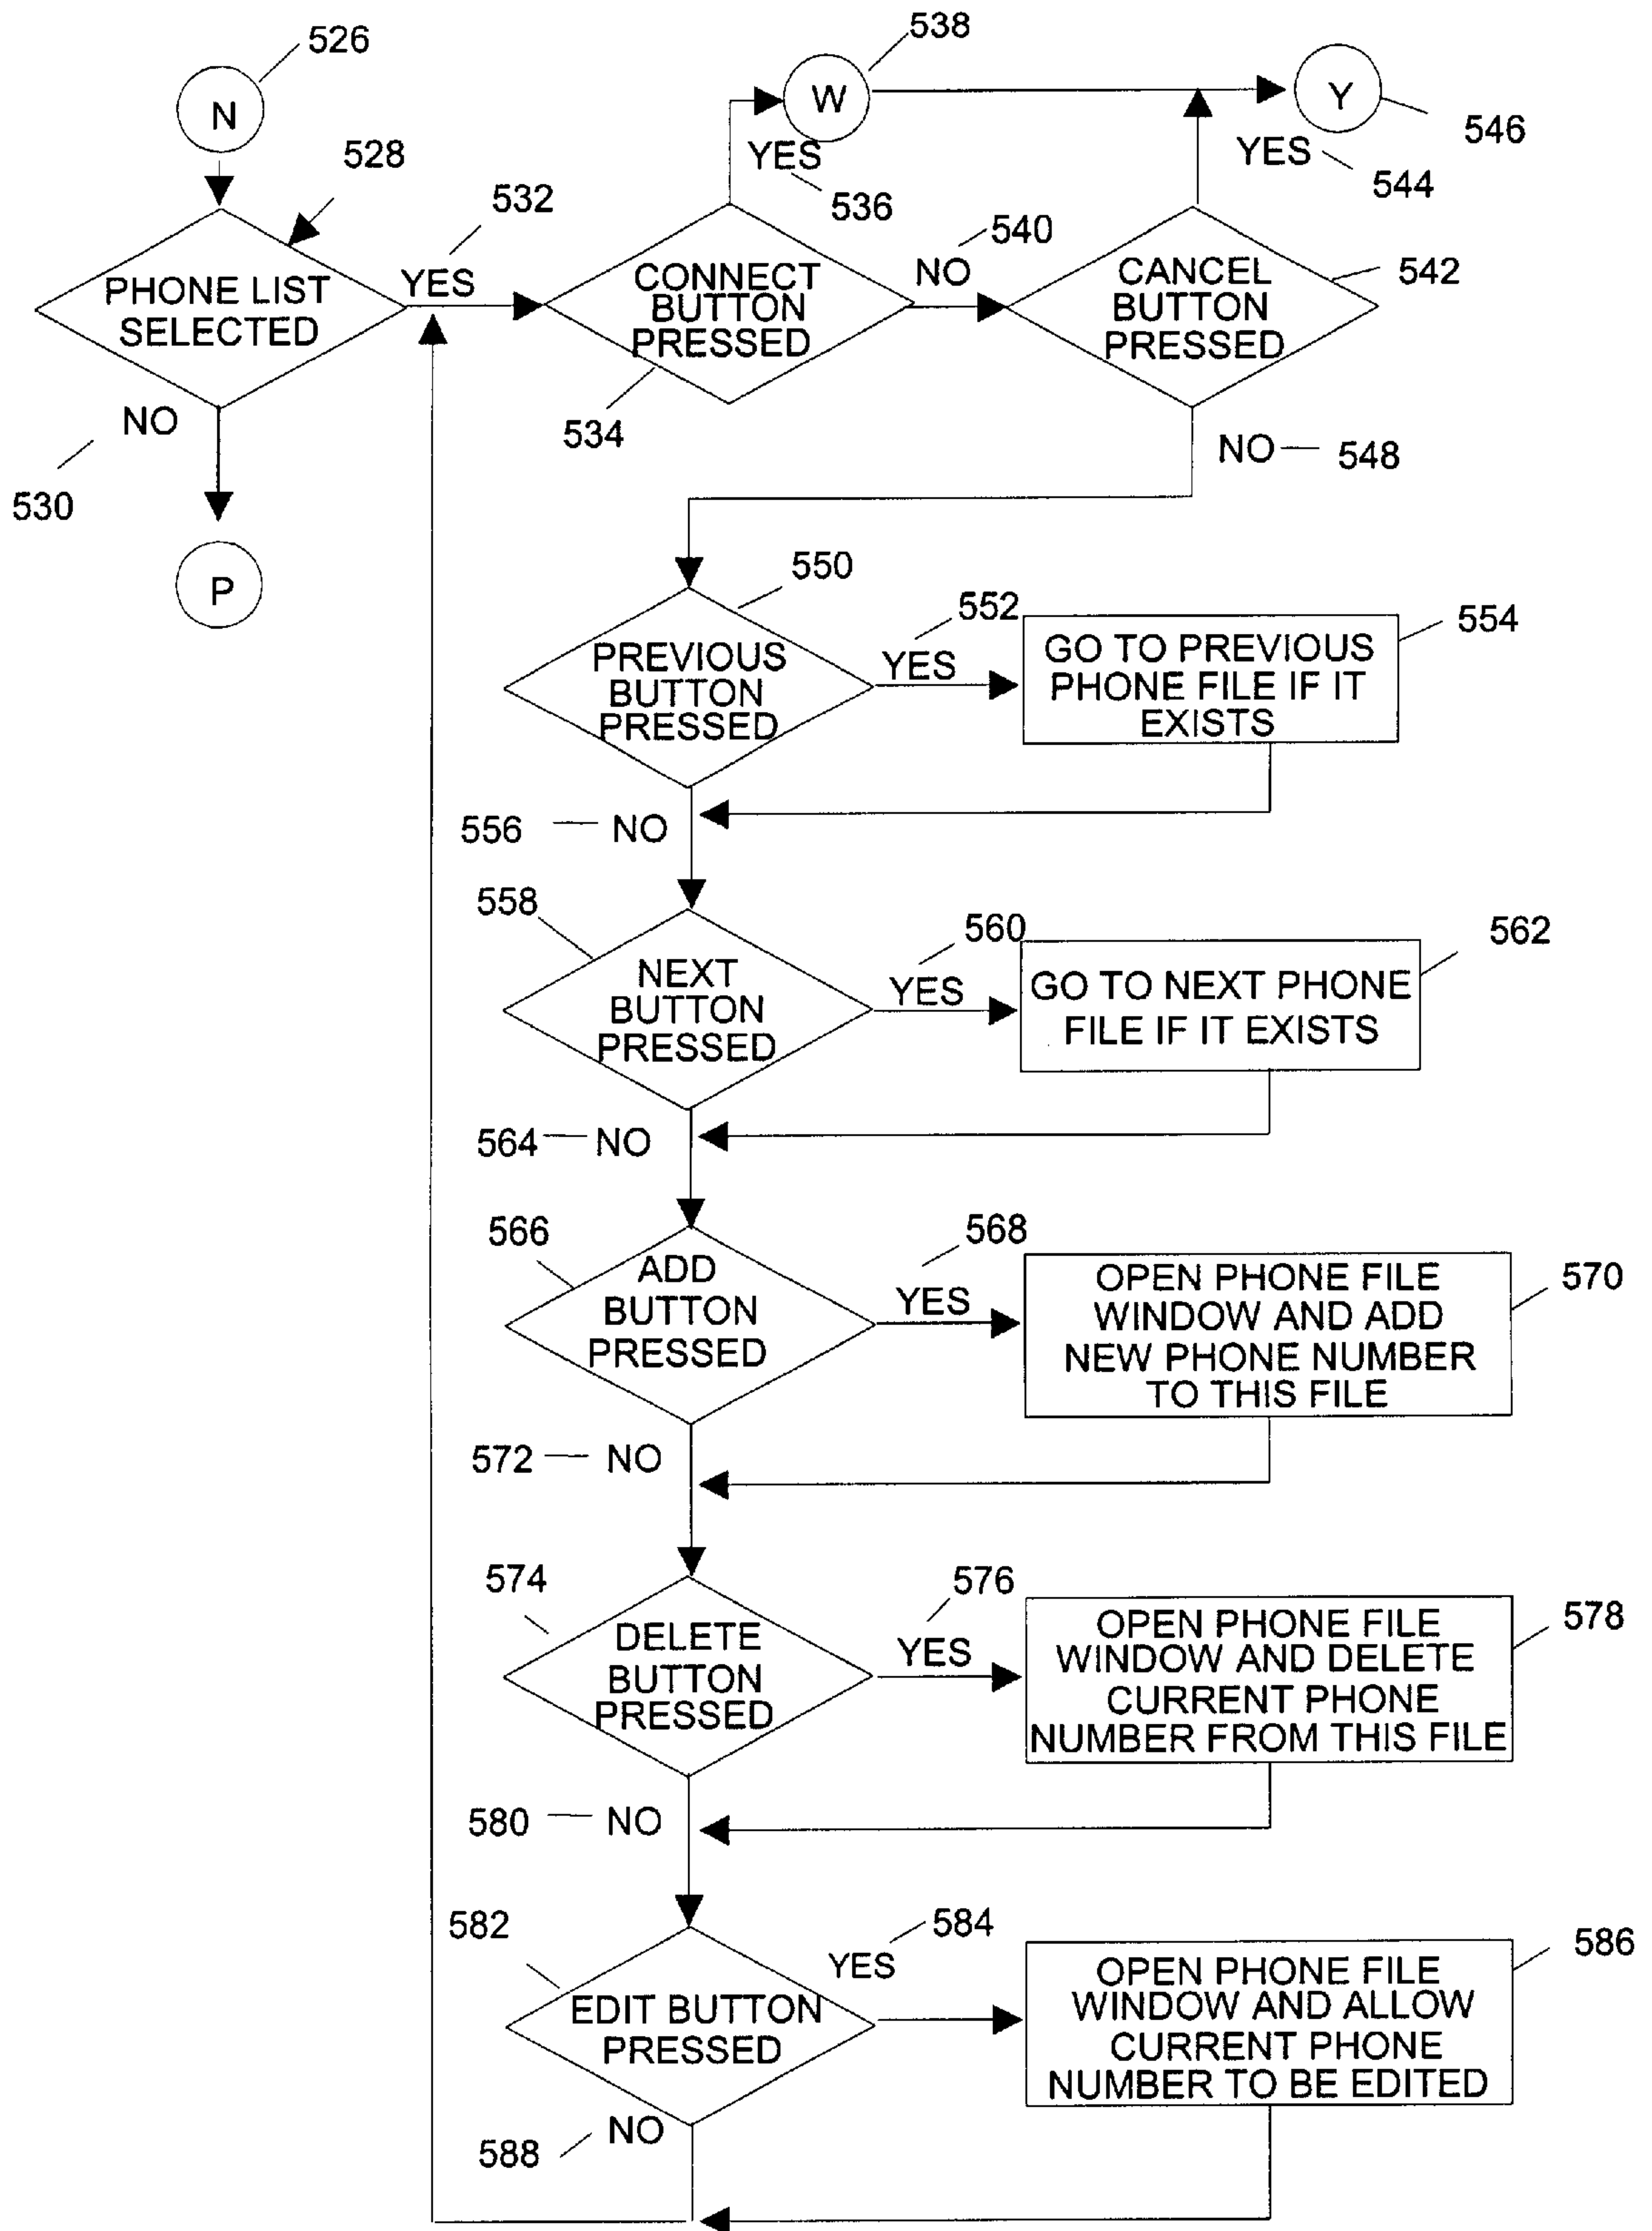 526
N
538
W
Y
546
528
532
YES
536
YES
544
540
PHONE LIST
SELECTED
YES
CONNECT
BUTTON
PRESSED
534
NO
CANCEL
BUTTON
PRESSED
542
NO
530
NO
548
P
550
PREVIOUS
BUTTON
PRESSED
552
YES
GO TO PREVIOUS
PHONE FILE IF IT
EXISTS
554
556
NO
558
NEXT
BUTTON
PRESSED
560
YES
GO TO NEXT PHONE
FILE IF IT EXISTS
562
564
NO
566
ADD
BUTTON
PRESSED
568
YES
OPEN PHONE FILE
WINDOW AND ADD
NEW PHONE NUMBER
TO THIS FILE
570
572
NO
574
DELETE
BUTTON
PRESSED
576
YES
OPEN PHONE FILE
WINDOW AND DELETE
CURRENT PHONE
NUMBER FROM THIS FILE
578
580
NO
582
EDIT BUTTON
PRESSED
584
YES
OPEN PHONE FILE
WINDOW AND ALLOW
CURRENT PHONE
NUMBER TO BE EDITED
586
588
NO